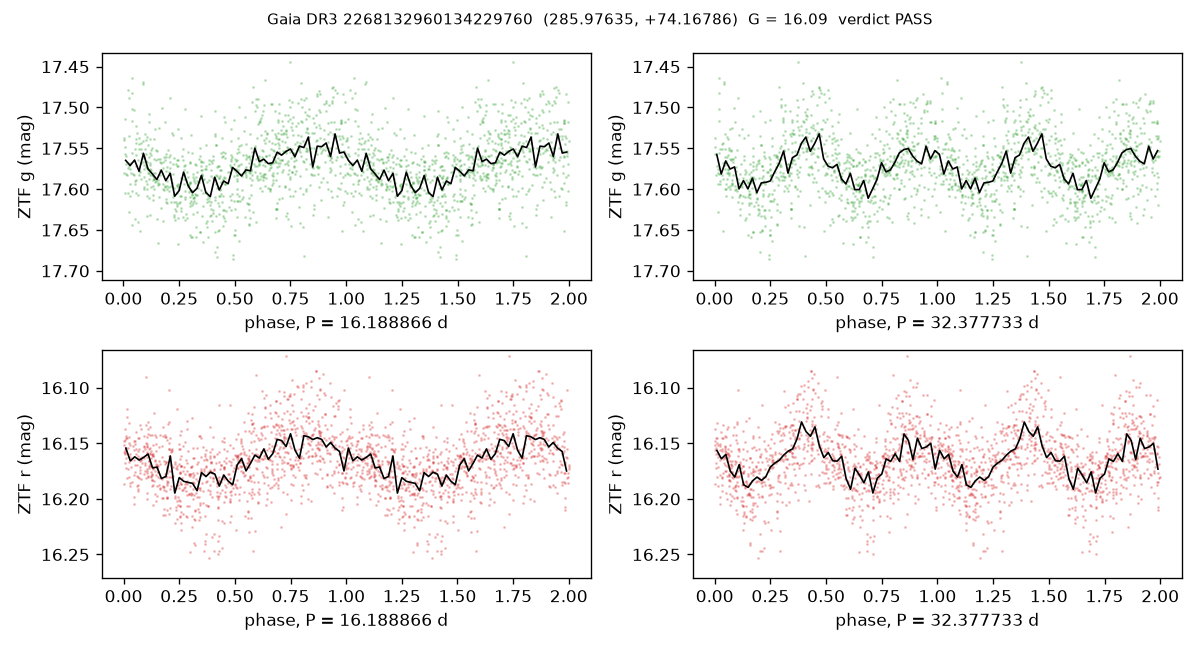 Gaia DR3 2268132960134229760  (285.97635, +74.16786)  G = 16.09  verdict PASS
ZTF g (mag)
17.45
17.50
17.55
17.60
17.65
17.70
0.00 0.25 0.50 0.75 1.00 1.25 1.50 1.75 2.00
phase, P = 16.188866 d
ZTF g (mag)
17.45
17.50
17.55
17.60
17.65
17.70
0.00 0.25 0.50 0.75 1.00 1.25 1.50 1.75 2.00
phase, P = 32.377733 d
ZTF r (mag)
16.10
16.15
16.20
16.25
0.00 0.25 0.50 0.75 1.00 1.25 1.50 1.75 2.00
phase, P = 16.188866 d
ZTF r (mag)
16.10
16.15
16.20
16.25
0.00 0.25 0.50 0.75 1.00 1.25 1.50 1.75 2.00
phase, P = 32.377733 d